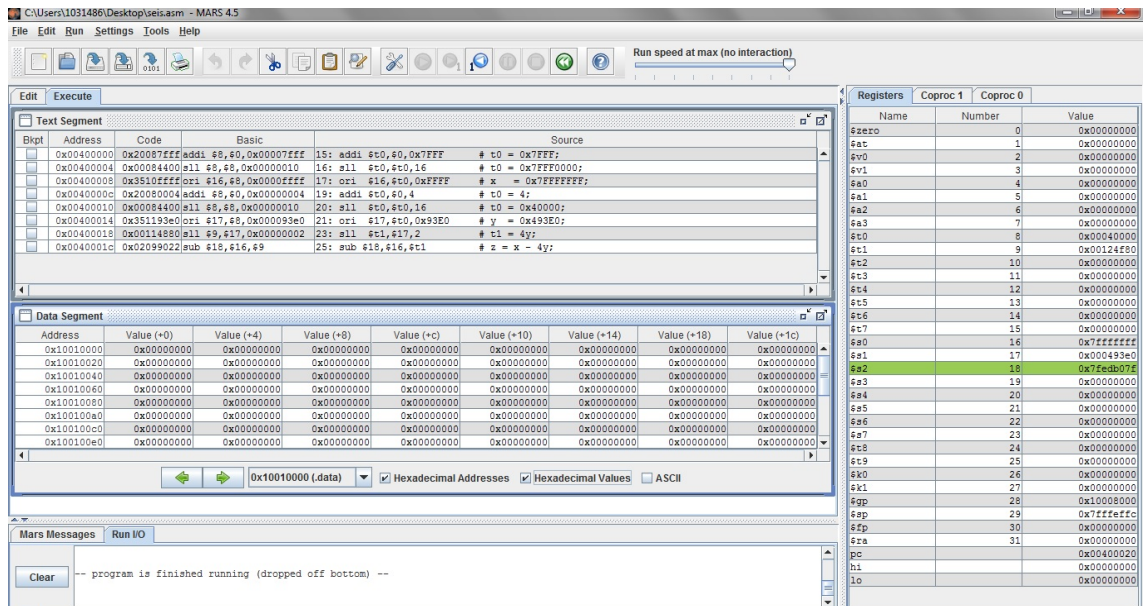 C:\Users\1031486\Desktop\seis.asm - MARS 4.5
File Edit Run Settings Tools Help
Run speed at max (no interaction)
Edit Execute
Text Segment
Bkpt Address Code Basic Source
0x00400000 0x20087fff addi $8,$0,0x00007fff 15: addi $t0,$0,0x7FFF # t0 = 0x7FFF;
0x00400004 0x00084400 sll $8,$8,0x00000010 16: sll $t0,$t0,16 # t0 = 0x7FFF0000;
0x00400008 0x3510ffff ori $16,$8,0x0000ffff 17: ori $16,$t0,0xFFFF # x = 0x7FFFFFFF;
0x0040000c 0x20080004 addi $8,$0,0x00000004 19: addi $t0,$0,4 # t0 = 4;
0x00400010 0x00084400 sll $8,$8,0x00000010 20: sll $t0,$t0,16 # t0 = 0x40000;
0x00400014 0x351193e0 ori $17,$8,0x000093e0 21: ori $17,$t0,0x93E0 # y = 0x493E0;
0x00400018 0x00114880 sll $9,$17,0x00000002 23: sll $t1,$17,2 # t1 = 4y;
0x0040001c 0x02099022 sub $18,$16,$9 25: sub $18,$16,$t1 # z = x - 4y;
Data Segment
Address Value (+0) Value (+4) Value (+8) Value (+c) Value (+10) Value (+14) Value (+18) Value (+1c)
0x10010000 0x00000000 0x00000000 0x00000000 0x00000000 0x00000000 0x00000000 0x00000000 0x00000000
0x10010020 0x00000000 0x00000000 0x00000000 0x00000000 0x00000000 0x00000000 0x00000000 0x00000000
0x10010040 0x00000000 0x00000000 0x00000000 0x00000000 0x00000000 0x00000000 0x00000000 0x00000000
0x10010060 0x00000000 0x00000000 0x00000000 0x00000000 0x00000000 0x00000000 0x00000000 0x00000000
0x10010080 0x00000000 0x00000000 0x00000000 0x00000000 0x00000000 0x00000000 0x00000000 0x00000000
0x100100a0 0x00000000 0x00000000 0x00000000 0x00000000 0x00000000 0x00000000 0x00000000 0x00000000
0x100100c0 0x00000000 0x00000000 0x00000000 0x00000000 0x00000000 0x00000000 0x00000000 0x00000000
0x100100e0 0x00000000 0x00000000 0x00000000 0x00000000 0x00000000 0x00000000 0x00000000 0x00000000
0x10010000 (.data) Hexadecimal Addresses Hexadecimal Values ASCII
Mars Messages Run I/O
Clear
-- program is finished running (dropped off bottom) --
Registers Coproc 1 Coproc 0
Name Number Value
$zero 0 0x00000000
$at 1 0x00000000
$v0 2 0x00000000
$v1 3 0x00000000
$a0 4 0x00000000
$a1 5 0x00000000
$a2 6 0x00000000
$a3 7 0x00000000
$t0 8 0x00040000
$t1 9 0x00124f80
$t2 10 0x00000000
$t3 11 0x00000000
$t4 12 0x00000000
$t5 13 0x00000000
$t6 14 0x00000000
$t7 15 0x00000000
$s0 16 0x7fffffff
$s1 17 0x000493e0
$s2 18 0x7fedb07f
$s3 19 0x00000000
$s4 20 0x00000000
$s5 21 0x00000000
$s6 22 0x00000000
$s7 23 0x00000000
$t8 24 0x00000000
$t9 25 0x00000000
$k0 26 0x00000000
$k1 27 0x00000000
$gp 28 0x10008000
$sp 29 0x7fffeffc
$fp 30 0x00000000
$ra 31 0x00000000
pc 0x00400020
hi 0x00000000
lo 0x00000000